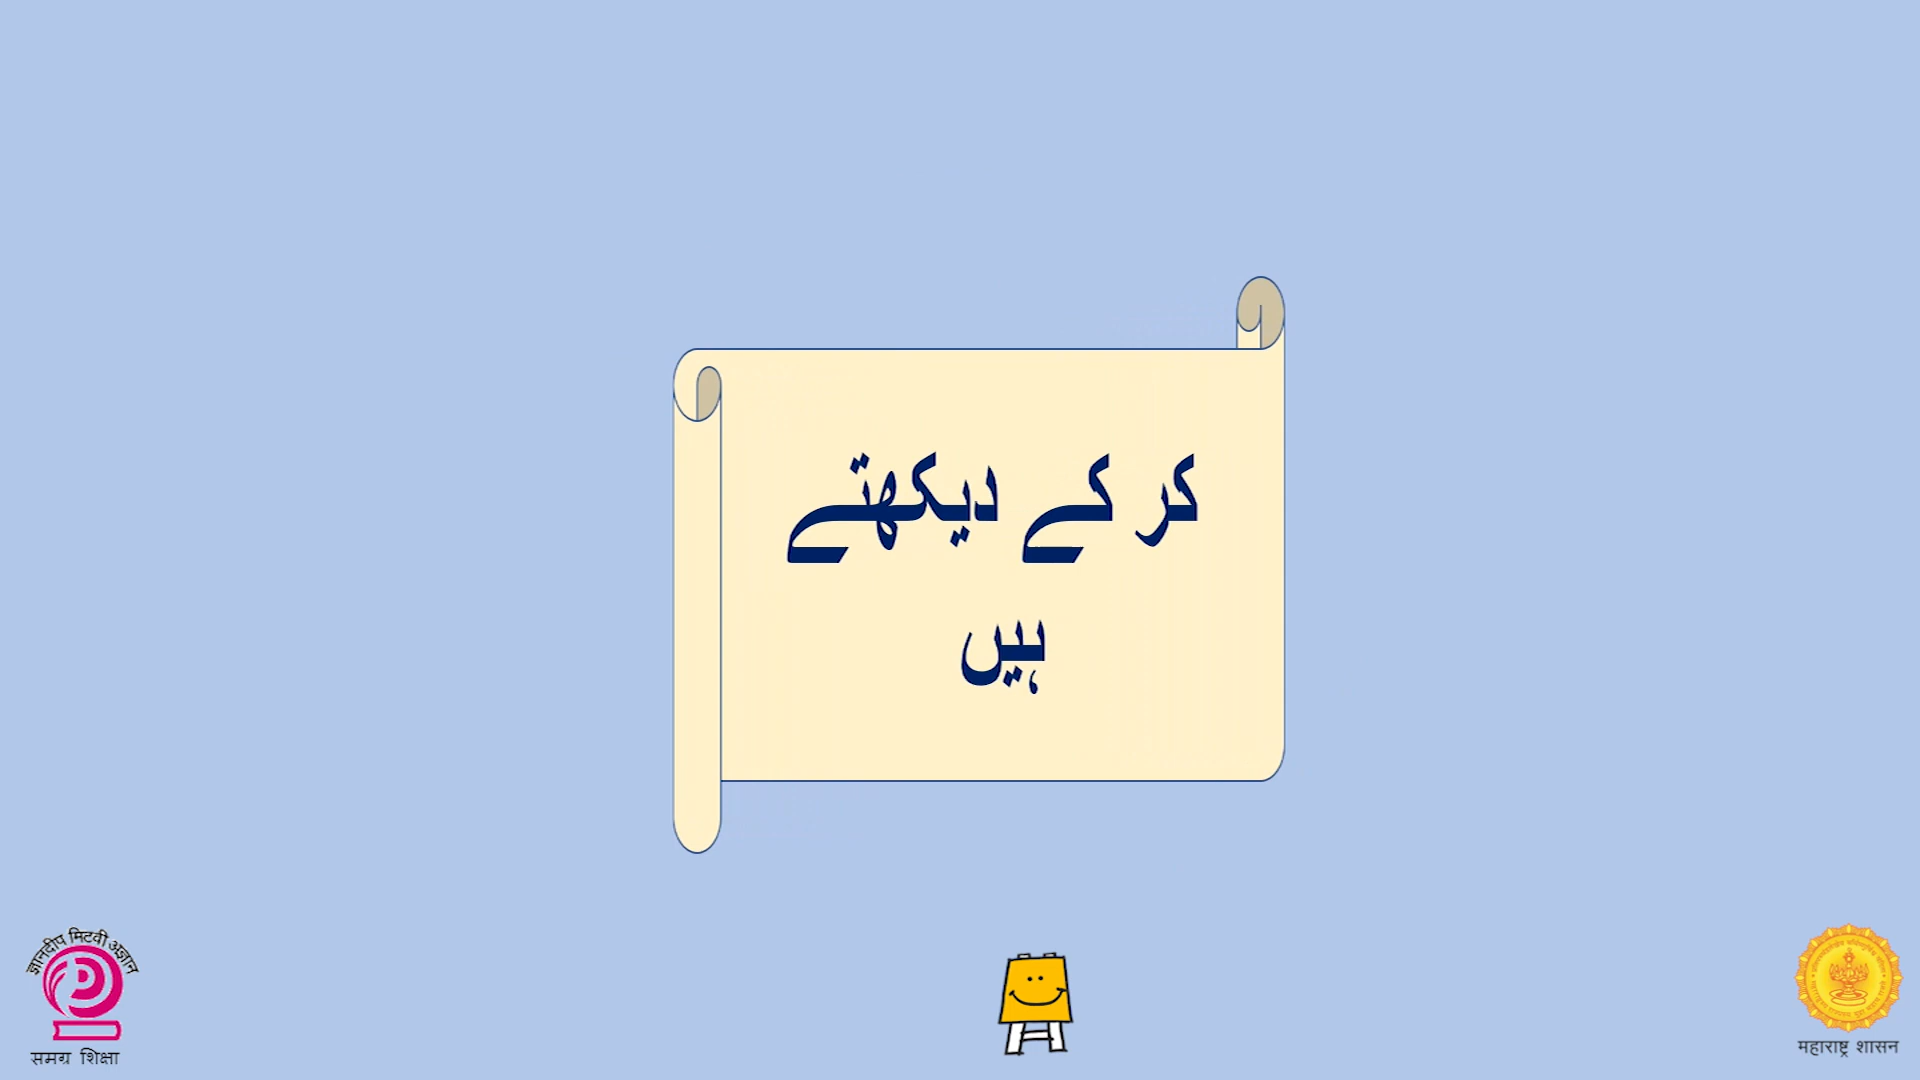 کر کے دیکھتے
ہیں
ज्ञानदीप मिटवी अज्ञान
समग्र शिक्षा
महाराष्ट्र शासन